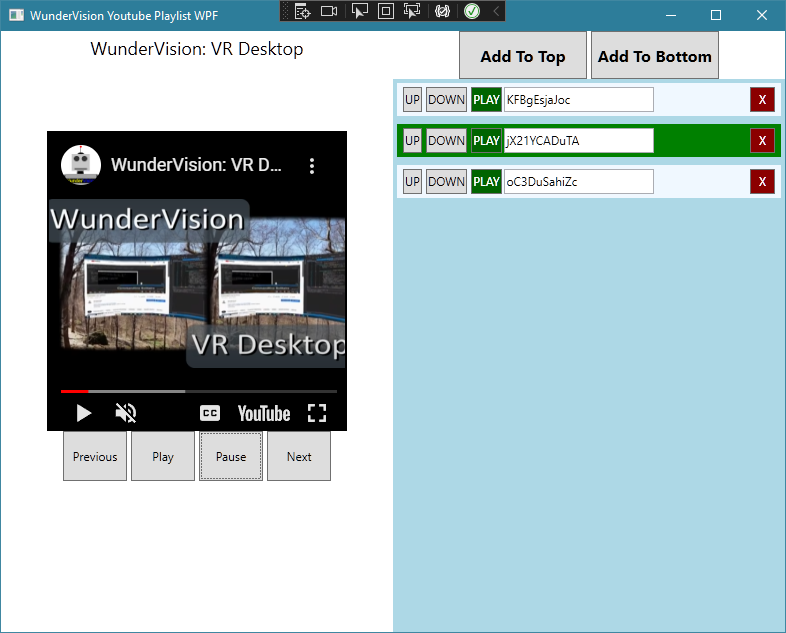 WunderVision Youtube Playlist WPF
WunderVision: VR Desktop
Add To Top
Add To Bottom
UP DOWN PLAY KFBgEsjaJoc X
UP DOWN PLAY jX21YCADuTA X
UP DOWN PLAY oC3DuSahiZc X
WunderVision: VR D...
WunderVision
VR Desktop
CC YouTube
Previous Play Pause Next